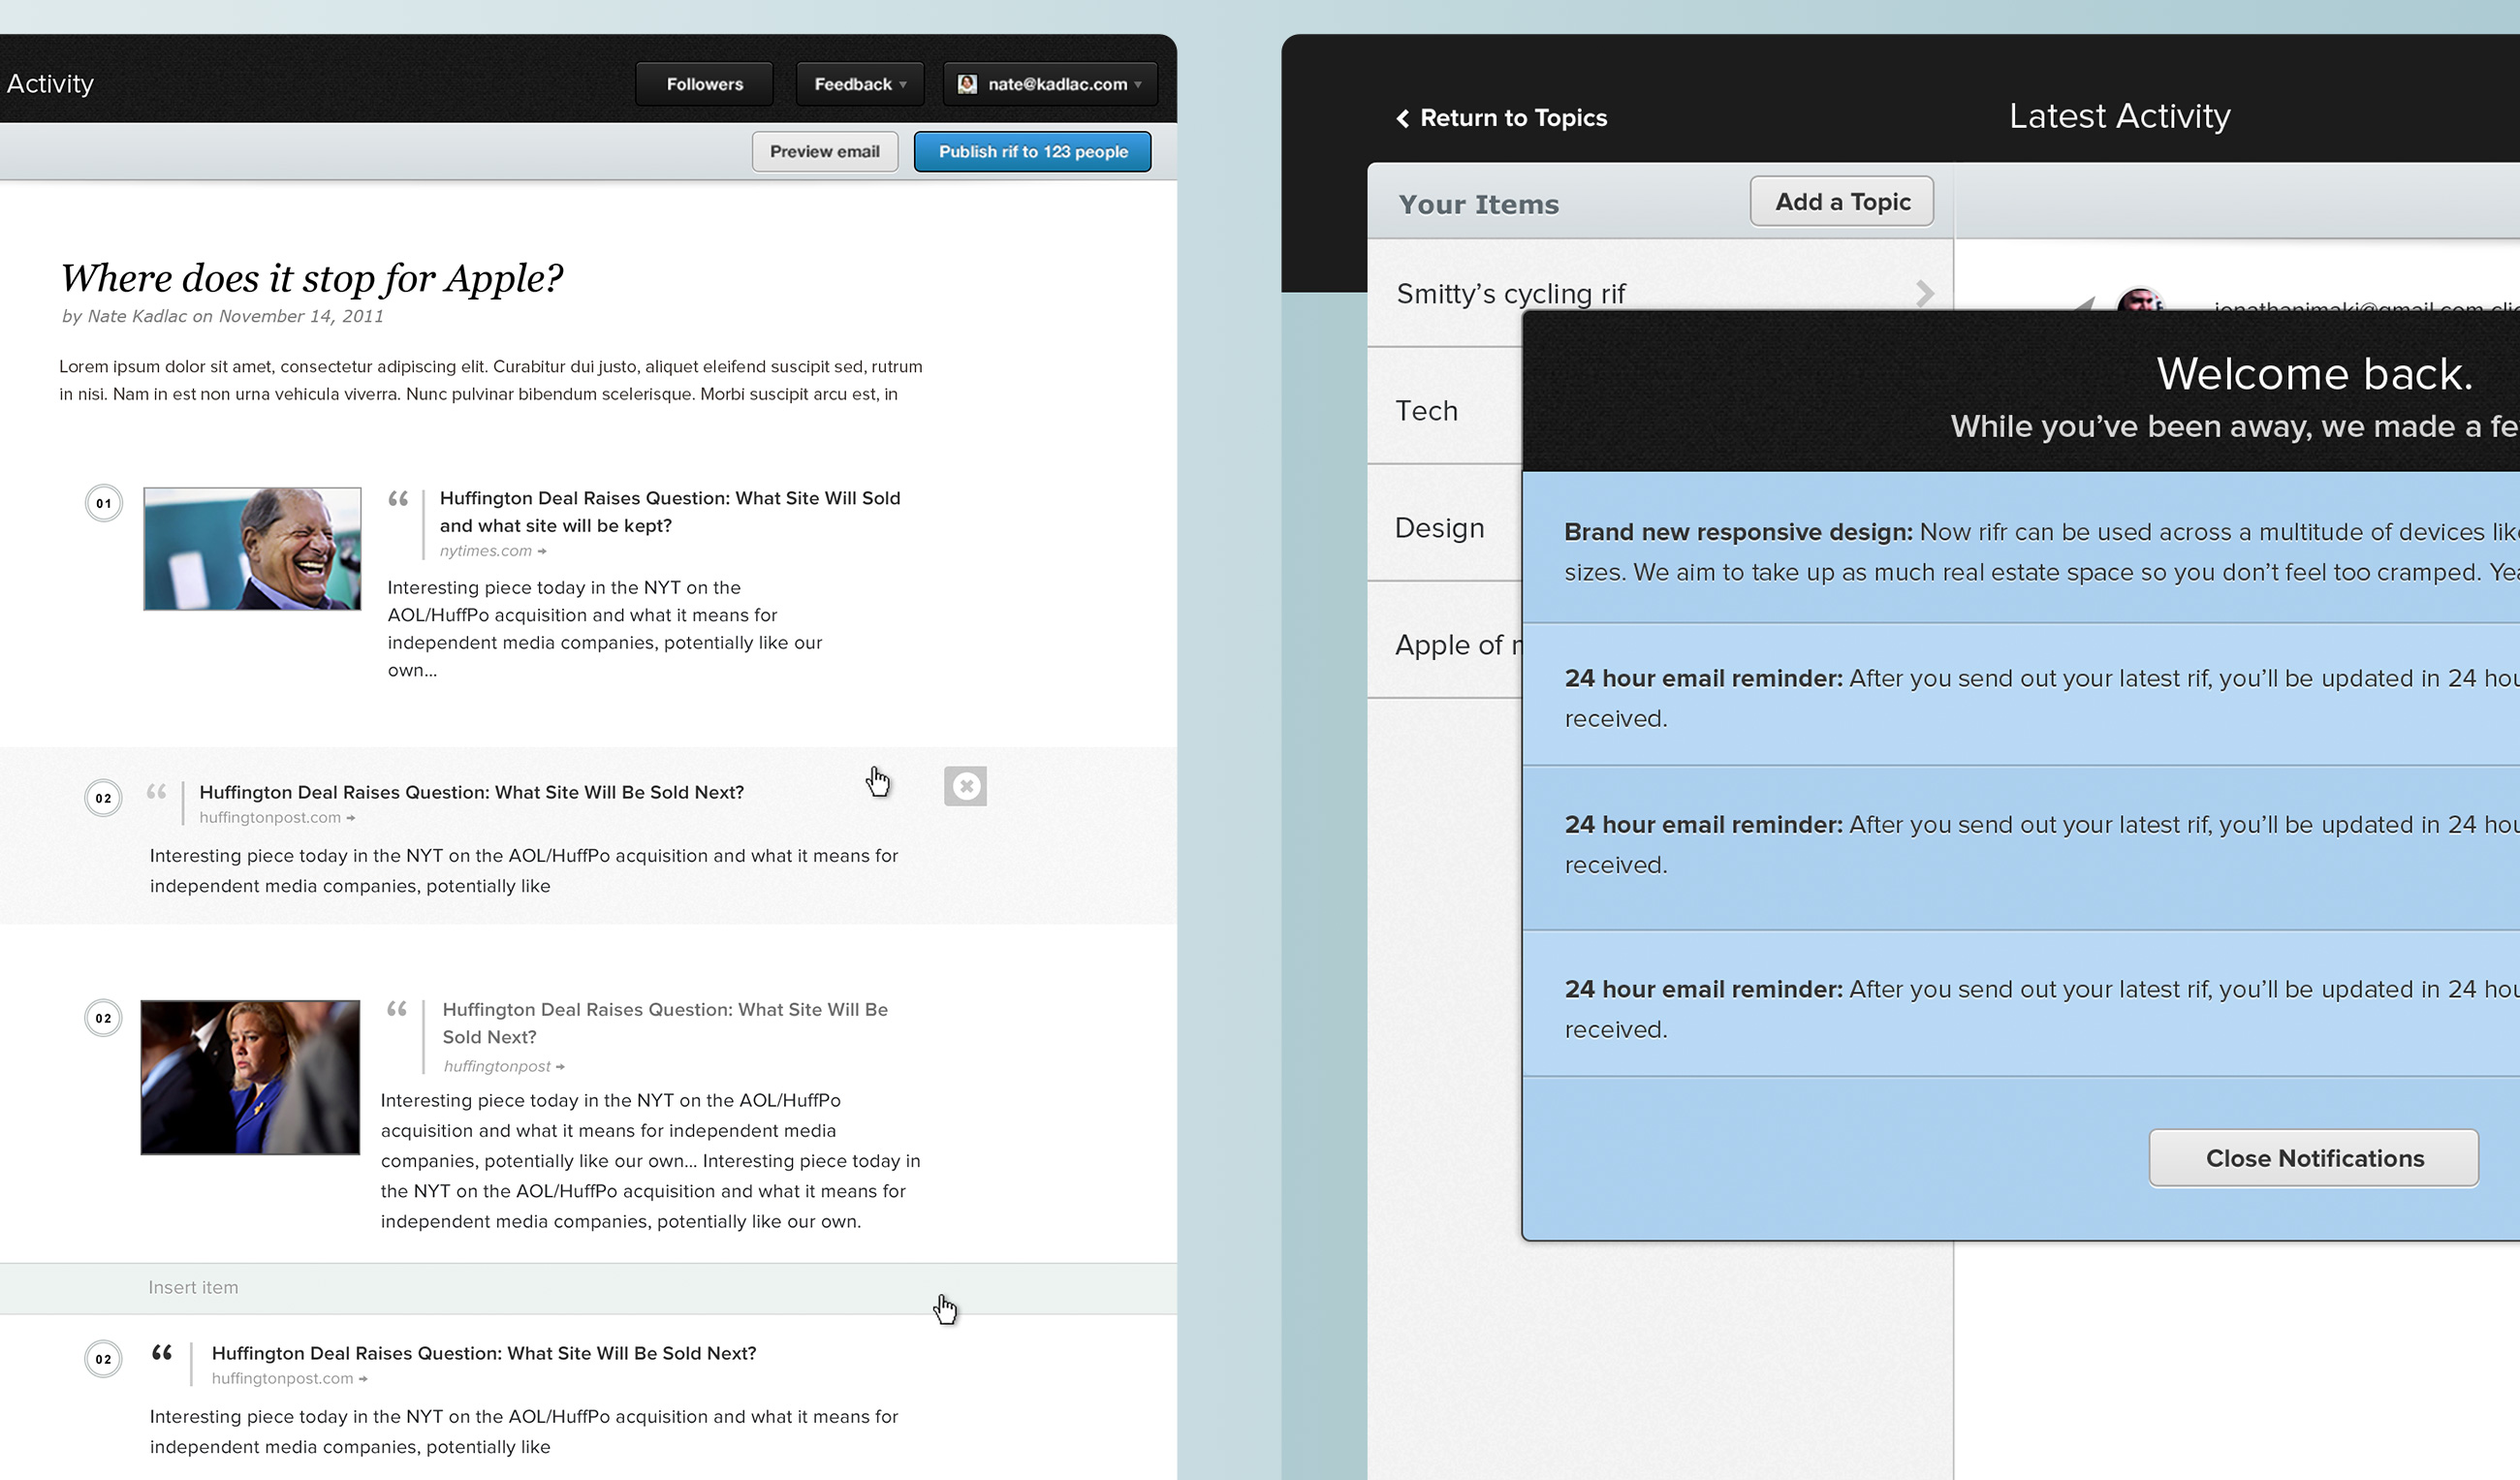 Activity
Followers
Feedback
nate@kadlac.com
Preview email
Publish rif to 123 people
Where does it stop for Apple?
by Nate Kadlac on November 14, 2011
Lorem ipsum dolor sit amet, consectetur adipiscing elit. Curabitur dui justo, aliquet eleifend suscipit sed, rutrum
in nisi. Nam in est non urna vehicula viverra. Nunc pulvinar bibendum scelerisque. Morbi suscipit arcu est, in
01
“
Huffington Deal Raises Question: What Site Will Sold
and what site will be kept?
nytimes.com →
Interesting piece today in the NYT on the
AOL/HuffPo acquisition and what it means for
independent media companies, potentially like our
own...
02
“
Huffington Deal Raises Question: What Site Will Be Sold Next?
huffingtonpost.com →
Interesting piece today in the NYT on the AOL/HuffPo acquisition and what it means for
independent media companies, potentially like
02
“
Huffington Deal Raises Question: What Site Will Be
Sold Next?
huffingtonpost →
Interesting piece today in the NYT on the AOL/HuffPo
acquisition and what it means for independent media
companies, potentially like our own... Interesting piece today in
the NYT on the AOL/HuffPo acquisition and what it means for
independent media companies, potentially like our own.
Insert item
02
“
Huffington Deal Raises Question: What Site Will Be Sold Next?
huffingtonpost.com →
Interesting piece today in the NYT on the AOL/HuffPo acquisition and what it means for
independent media companies, potentially like
Return to Topics
Latest Activity
Your Items
Add a Topic
Smitty’s cycling rif
Tech
Design
Apple of
jonathanimaki@gmail.com
Welcome back.
While you’ve been away, we made a
Brand new responsive design: Now rifr can be used across a multitude of devices
sizes. We aim to take up as much real estate space so you don’t feel too cramped.
24 hour email reminder: After you send out your latest rif, you’ll be updated in 24
received.
24 hour email reminder: After you send out your latest rif, you’ll be updated in 24
received.
24 hour email reminder: After you send out your latest rif, you’ll be updated in 24
received.
Close Notifications